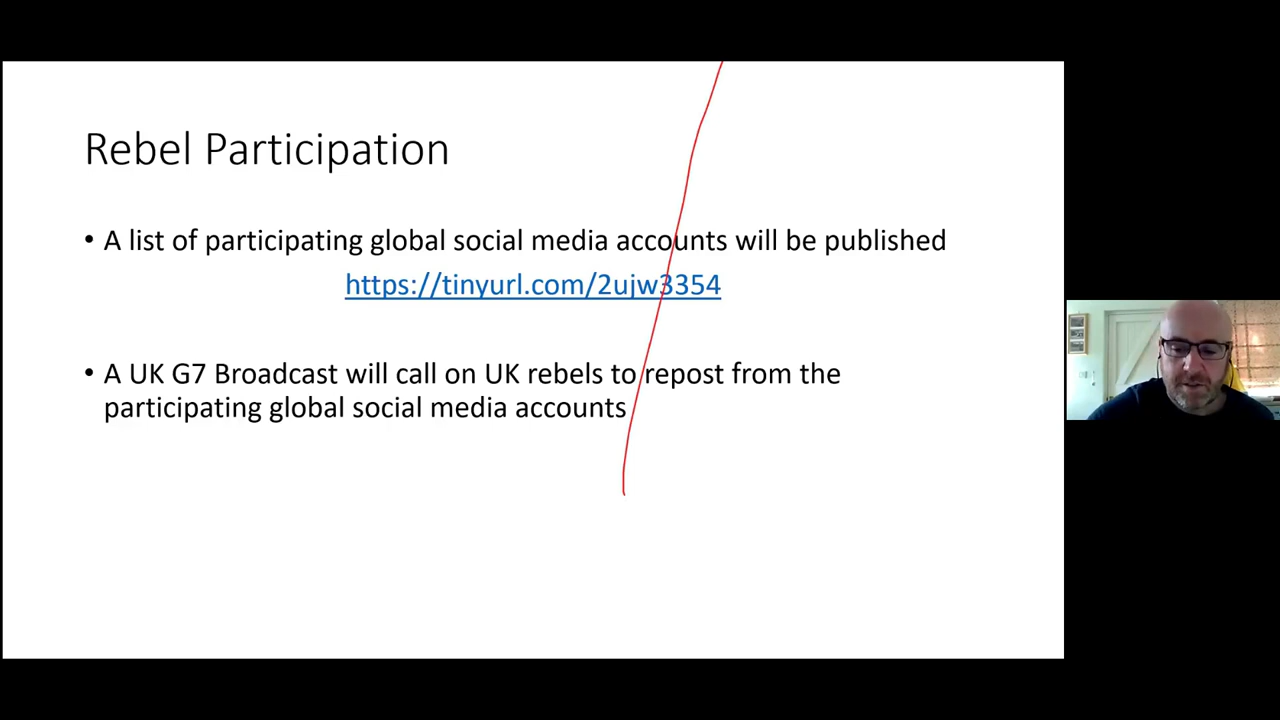 Rebel Participation
• A list of participating global social media accounts will be published
https://tinyurl.com/2ujw3354
• A UK G7 Broadcast will call on UK rebels to repost from the
participating global social media accounts